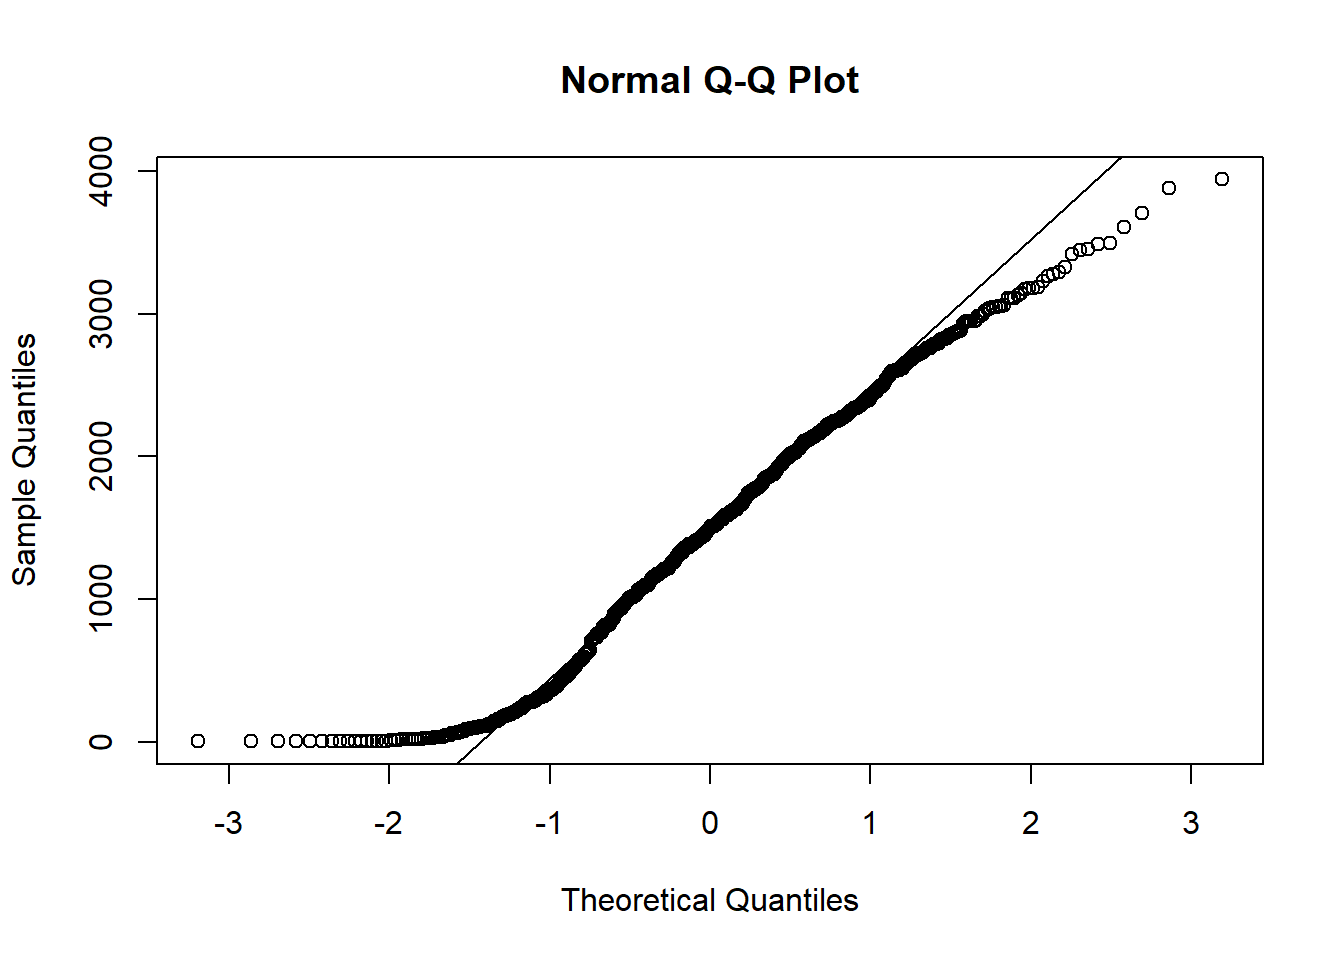 Normal Q-Q Plot
4000
3000
2000
1000
0
Sample Quantiles
-3 -2 -1 0 1 2 3
Theoretical Quantiles